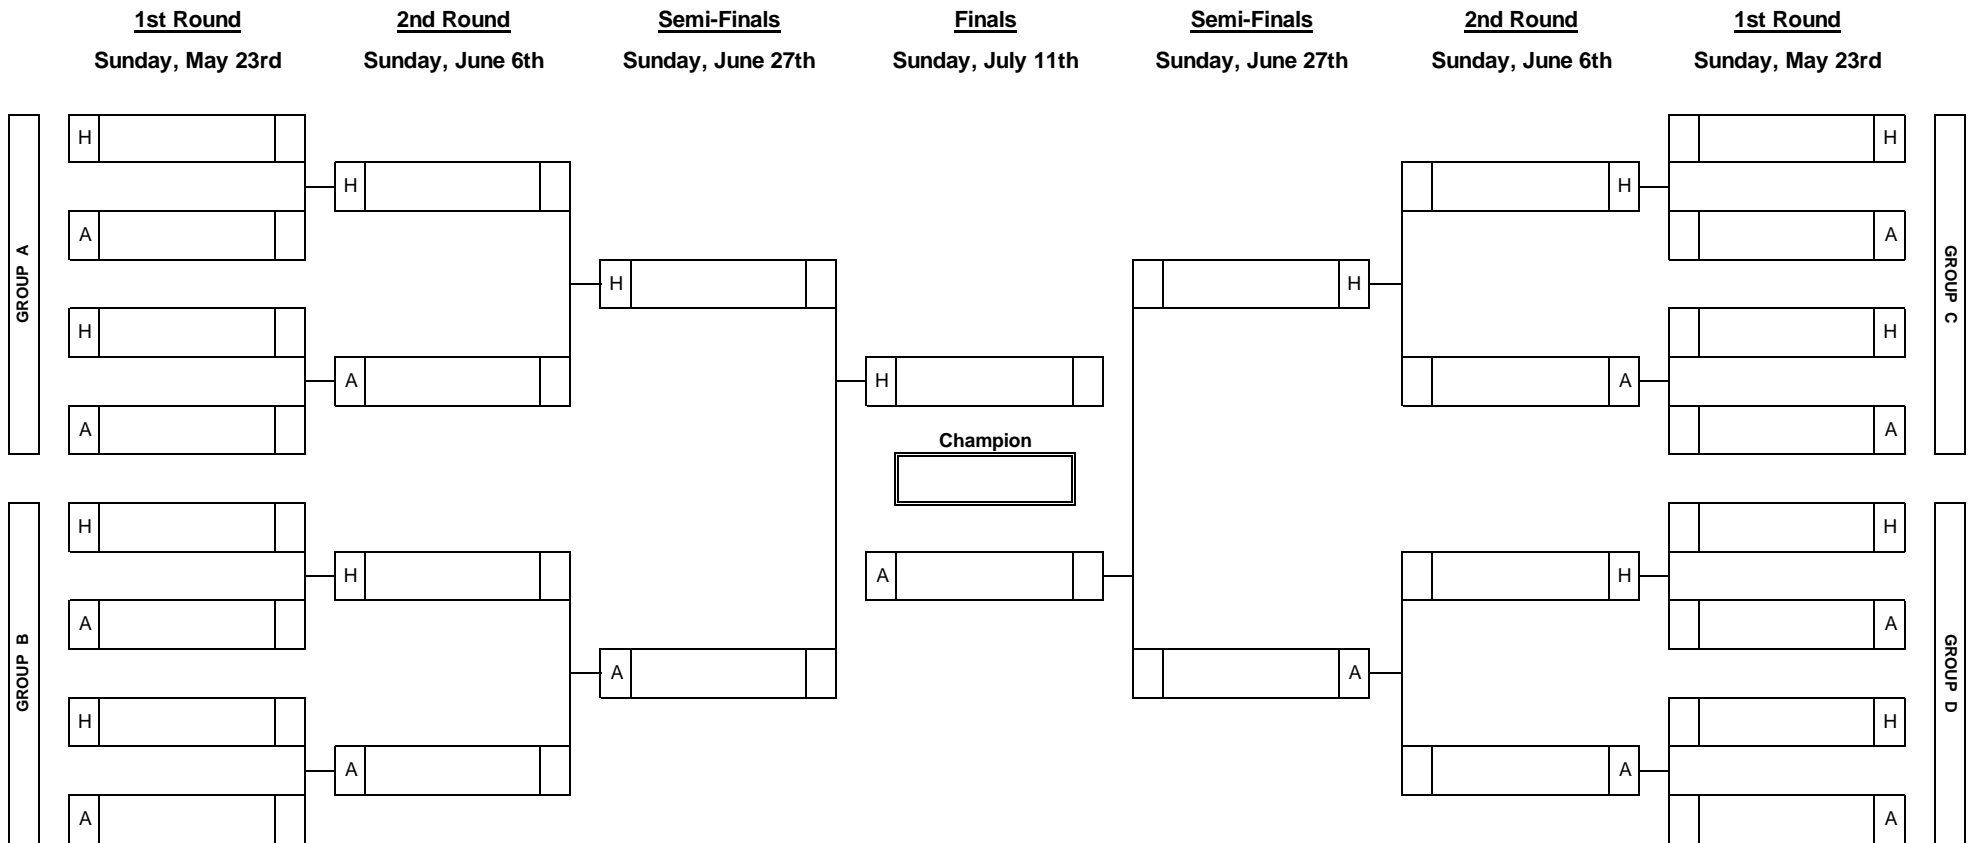 1st Round 2nd Round Semi-Finals Finals Semi-Finals 2nd Round 1st Round
Sunday, May 23rd Sunday, June 6th Sunday, June 27th Sunday, July 11th Sunday, June 27th Sunday, June 6th Sunday, May 23rd
H H
H H
A A
GROUP A GROUP C
H H
H H
A H A
A A
Champion
H H
H A H
A A
GROUP B GROUP D
A A
H H
A A
A A